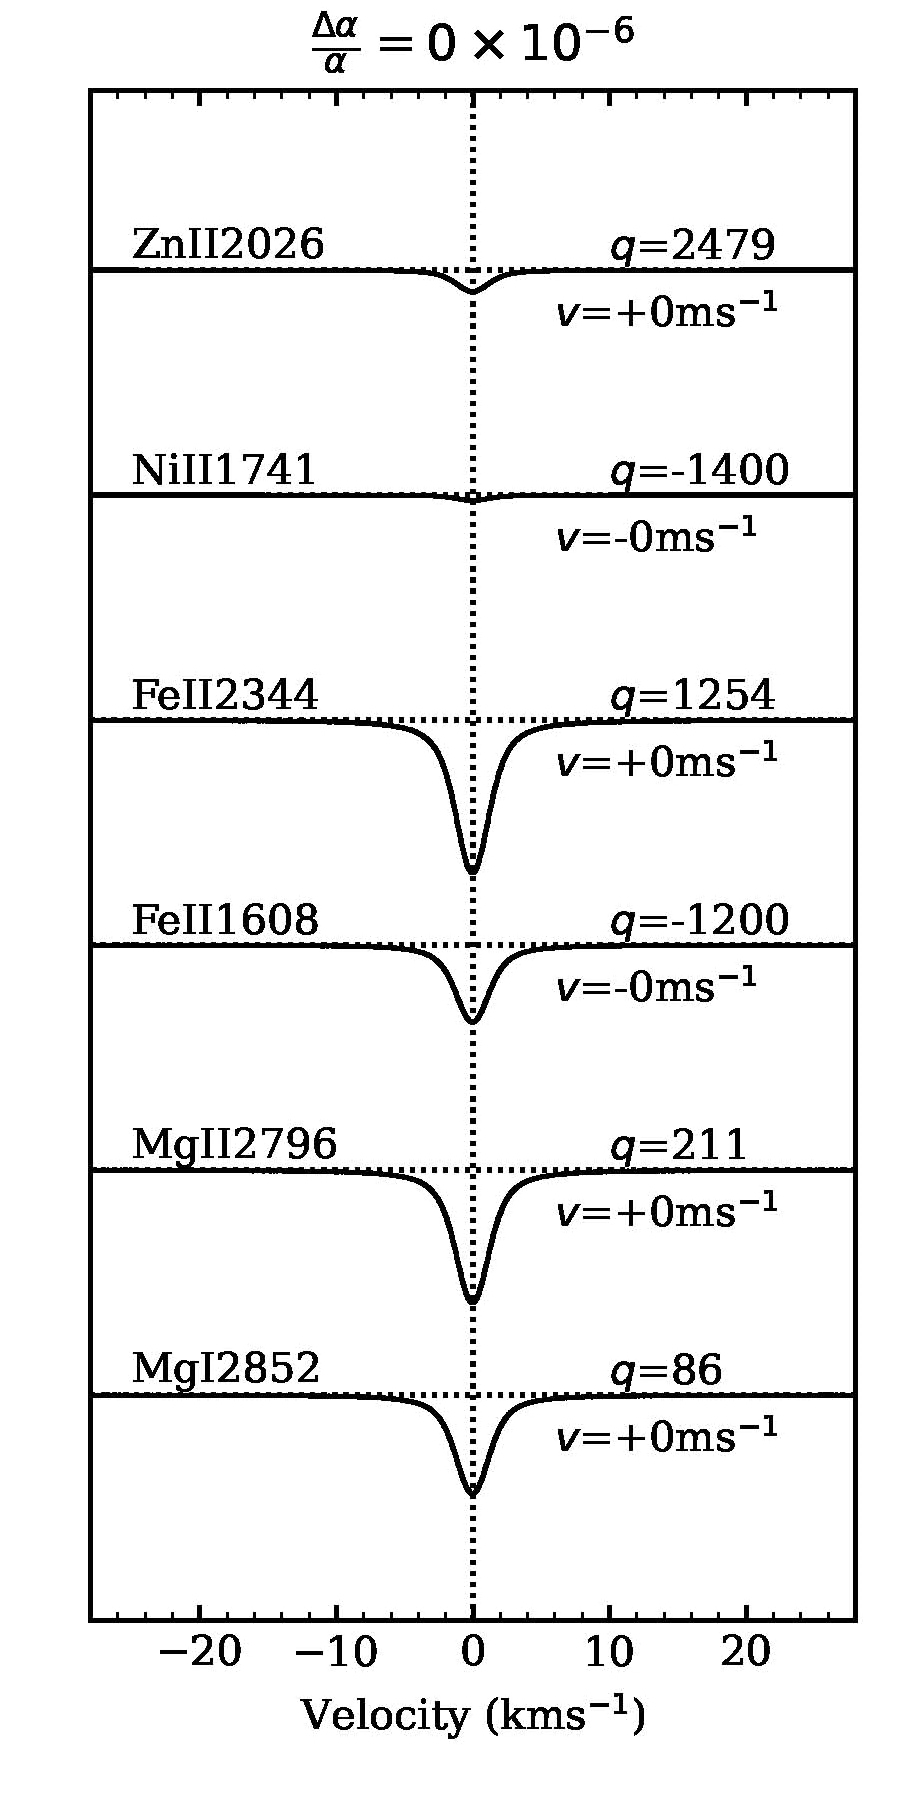 Δα/α = 0 × 10⁻⁶
ZnII2026 q=2479
v=+0ms⁻¹
NiII1741 q=-1400
v=-0ms⁻¹
FeII2344 q=1254
v=+0ms⁻¹
FeII1608 q=-1200
v=-0ms⁻¹
MgII2796 q=211
v=+0ms⁻¹
MgI2852 q=86
v=+0ms⁻¹
−20 −10 0 10 20
Velocity (kms⁻¹)